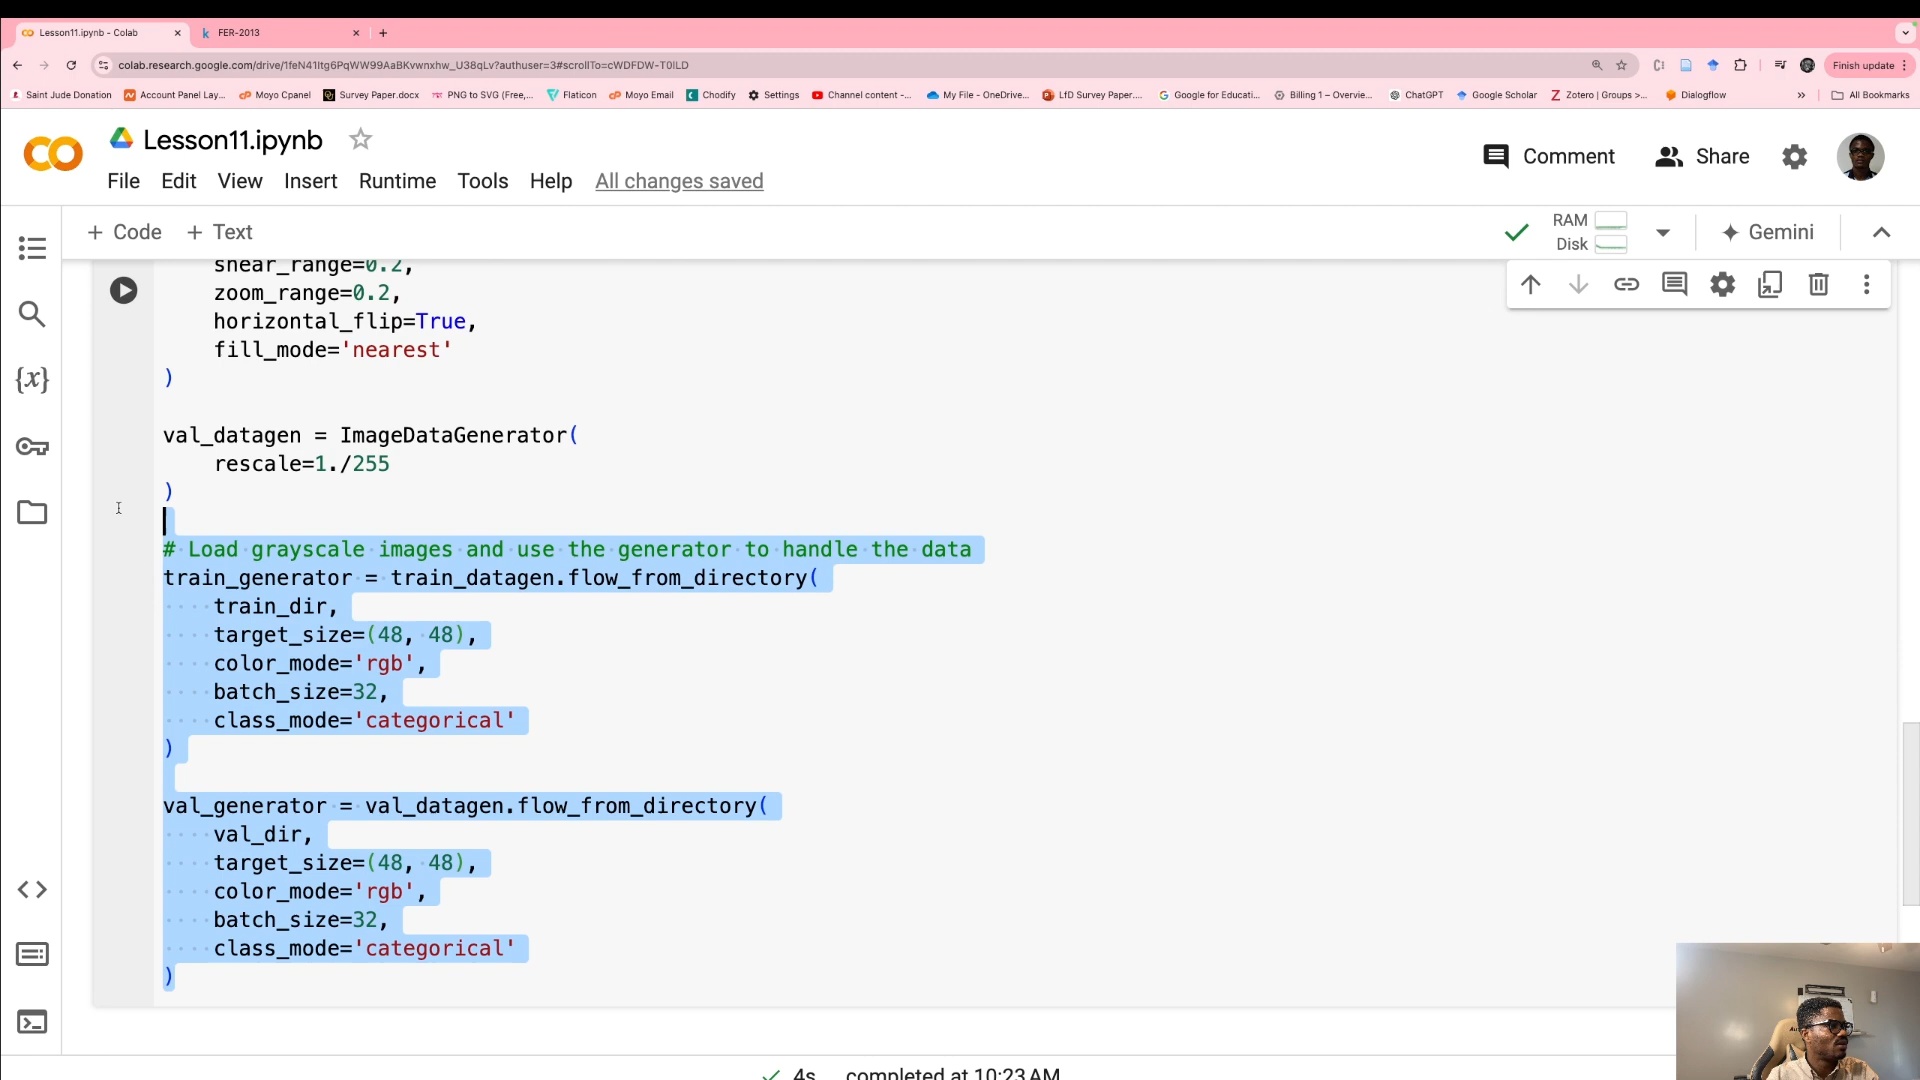 Lesson11.ipynb - Colab
FER-2013
colab.research.google.com/drive/1feN41ltg6PqWW99AaBKvwnxhw_U38qLv?authuser=3#scrollTo=cWDFDW-T0lLD
Finish update
Saint Jude Donation
Account Panel Lay...
Moyo Cpanel
Survey Paper.docx
PNG to SVG (Free,...
Flaticon
Moyo Email
Chodify
Settings
Channel content -...
My File - OneDrive...
LfD Survey Paper....
Google for Educati...
Billing 1 – Overvie...
ChatGPT
Google Scholar
Zotero | Groups >...
Dialogflow
All Bookmarks
Lesson11.ipynb
Comment
Share
File Edit View Insert Runtime Tools Help All changes saved
+ Code + Text
RAM
Disk
Gemini
shear_range=0.2,
zoom_range=0.2,
horizontal_flip=True,
fill_mode='nearest'
)
val_datagen = ImageDataGenerator(
rescale=1./255
)
# Load grayscale images and use the generator to handle the data
train_generator = train_datagen.flow_from_directory(
train_dir,
target_size=(48, 48),
color_mode='rgb',
batch_size=32,
class_mode='categorical'
)
val_generator = val_datagen.flow_from_directory(
val_dir,
target_size=(48, 48),
color_mode='rgb',
batch_size=32,
class_mode='categorical'
)
4s completed at 10:23 AM